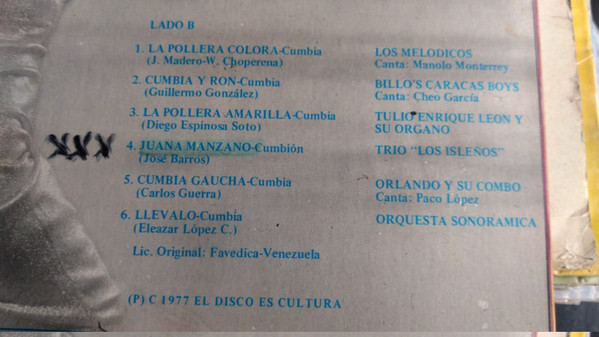 LADO B
1. LA POLLERA COLORA-Cumbia LOS MELODICOS
(J. Madero-W. Choperena) Canta: Manolo Monterrey
2. CUMBIA Y RON-Cumbia BILLO'S CARACAS BOYS
(Guillermo González) Canta: Cheo García
3. LA POLLERA AMARILLA-Cumbia TULIO ENRIQUE LEON Y
(Diego Espinosa Soto) SU ORGANO
XXX 4. JUANA MANZANO-Cumbión TRIO "LOS ISLEÑOS"
(José Barros)
5. CUMBIA GAUCHA-Cumbia ORLANDO Y SU COMBO
(Carlos Guerra) Canta: Paco López
6. LLEVALO-Cumbia ORQUESTA SONORAMICA
(Eleazar López C.)
Lic. Original: Favedica-Venezuela
(P) C 1977 EL DISCO ES CULTURA